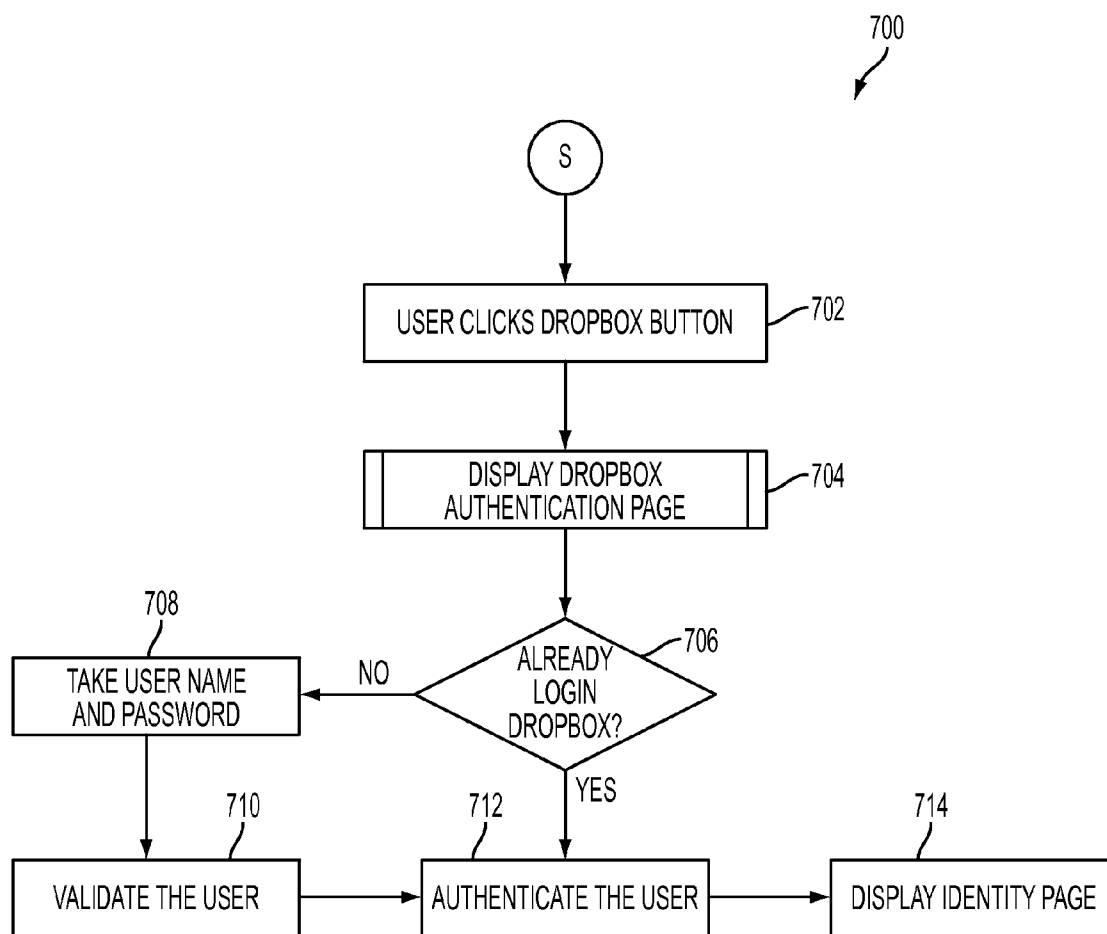 700
S
USER CLICKS DROPBOX BUTTON
702
DISPLAY DROPBOX
AUTHENTICATION PAGE
704
706
ALREADY
LOGIN
DROPBOX?
NO
YES
708
TAKE USER NAME
AND PASSWORD
710
VALIDATE THE USER
712
AUTHENTICATE THE USER
714
DISPLAY IDENTITY PAGE